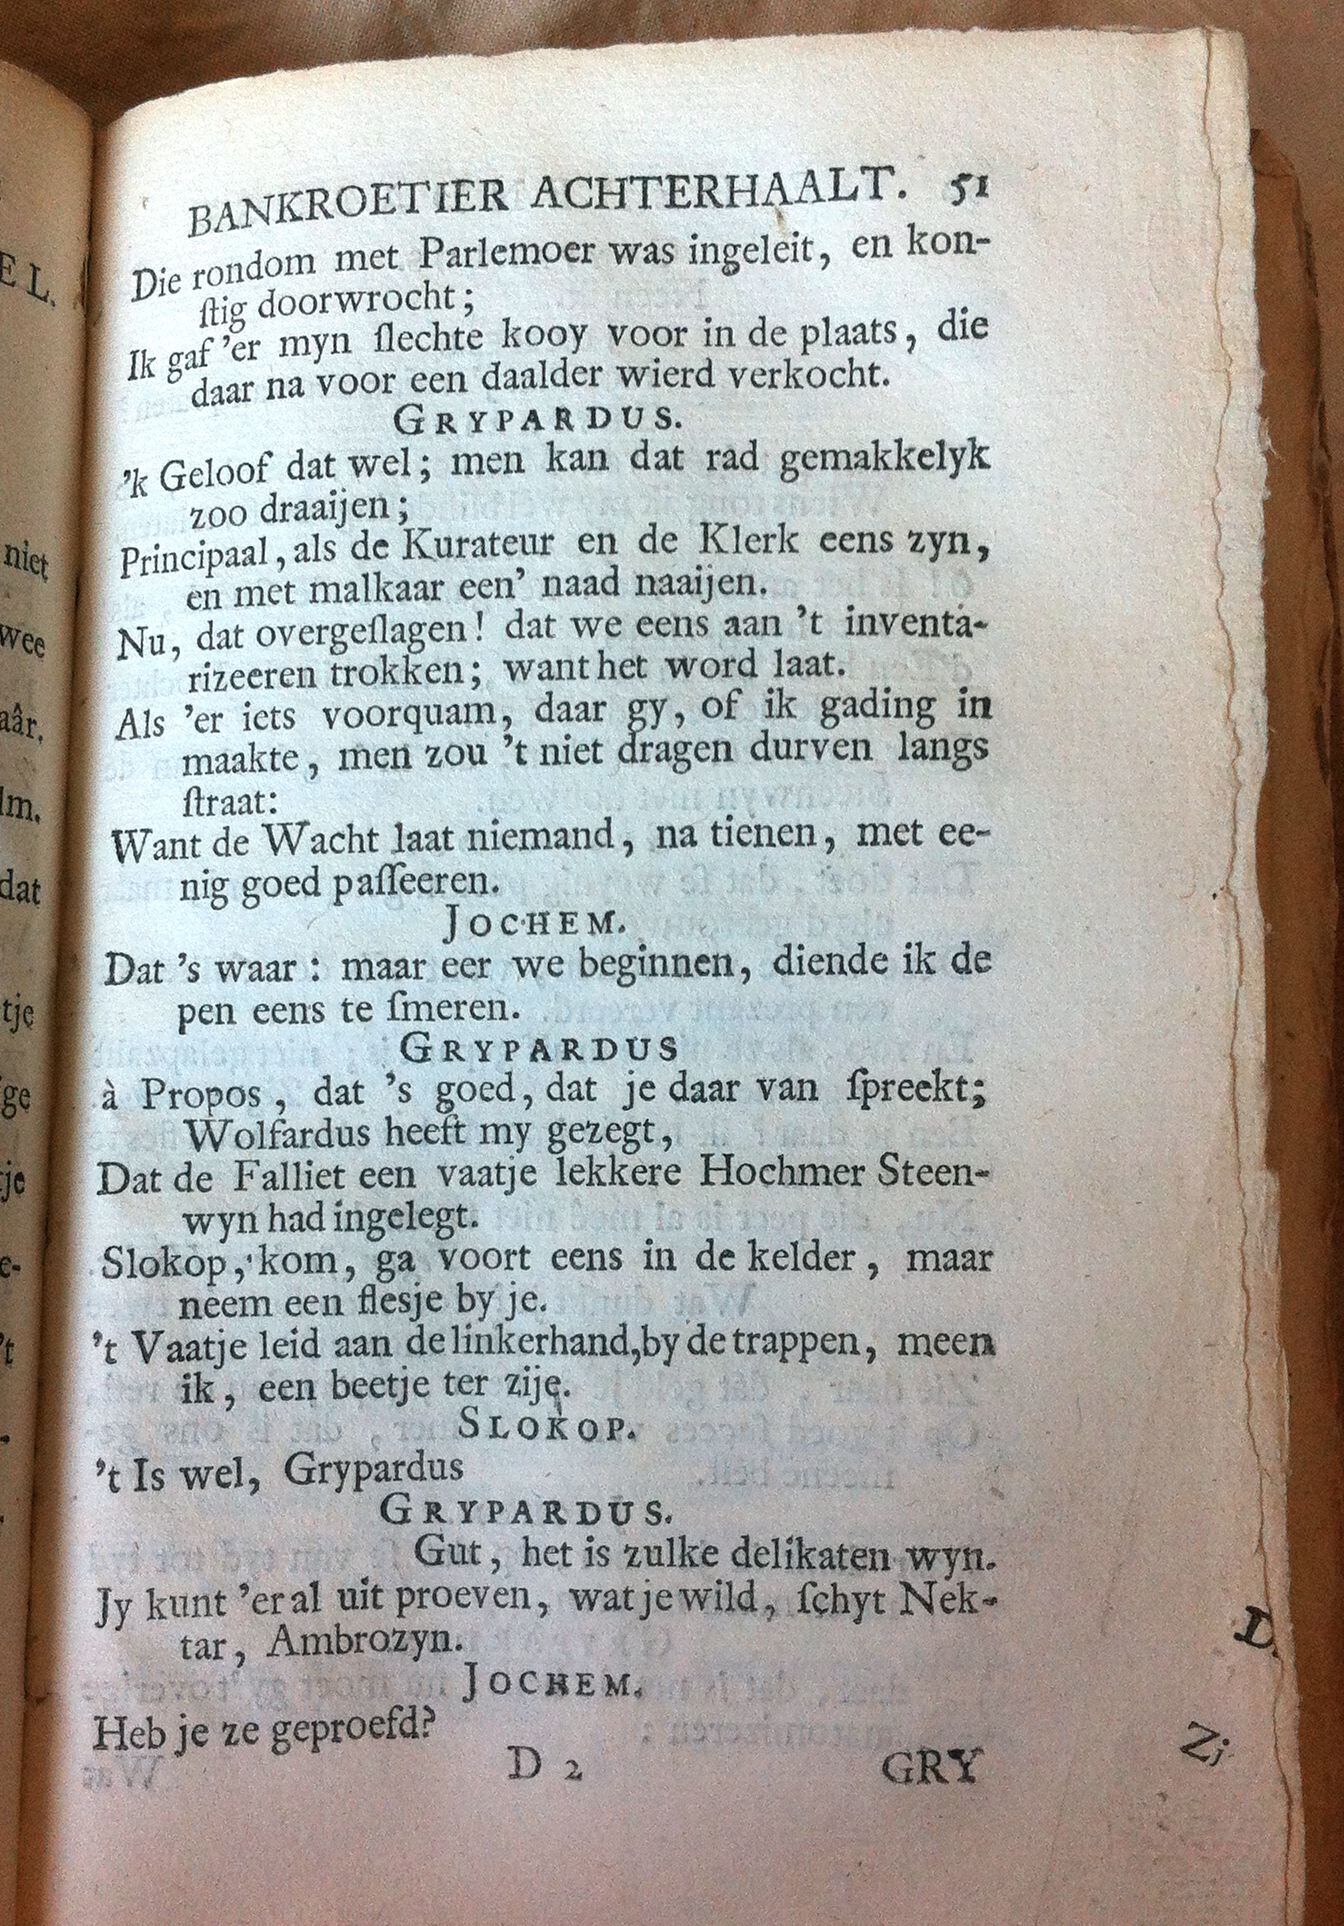 BANKROETIER ACHTERHAALT. 51
Die rondom met Parlemoer was ingeleit, en kon-
ſtig doorwrocht;
Ik gaf 'er myn ſlechte kooy voor in de plaats, die
daar na voor een daalder wierd verkocht.
GRYPARDUS.
'k Geloof dat wel; men kan dat rad gemakkelyk
zoo draaijen;
Principaal, als de Kurateur en de Klerk eens zyn,
en met malkaar een' naad naaijen.
Nu, dat overgeſlagen! dat we eens aan 't inventa-
rizeeren trokken; want het word laat.
Als 'er iets voorquam, daar gy, of ik gading in
maakte, men zou 't niet dragen durven langs
ſtraat:
Want de Wacht laat niemand, na tienen, met ee-
nig goed paſſeeren.
JOCHEM.
Dat 's waar: maar eer we beginnen, diende ik de
pen eens te ſmeren.
GRYPARDUS
à Propos, dat 's goed, dat je daar van ſpreekt;
Wolfardus heeft my gezegt,
Dat de Falliet een vaatje lekkere Hochmer Steen-
wyn had ingelegt.
Slokop, kom, ga voort eens in de kelder, maar
neem een flesje by je.
't Vaatje leid aan de linkerhand, by de trappen, meen
ik, een beetje ter zije.
SLOKOP.
't Is wel, Grypardus
GRYPARDUS.
Gut, het is zulke delikaten wyn.
Jy kunt 'er al uit proeven, wat je wild, ſchyt Nek-
tar, Ambrozyn.
JOCHEM.
Heb je ze geproefd?
D 2 GRY
EL.
niet
wee
aâr.
lm.
dat
tje
ge
je
e-
't
D.
Zj